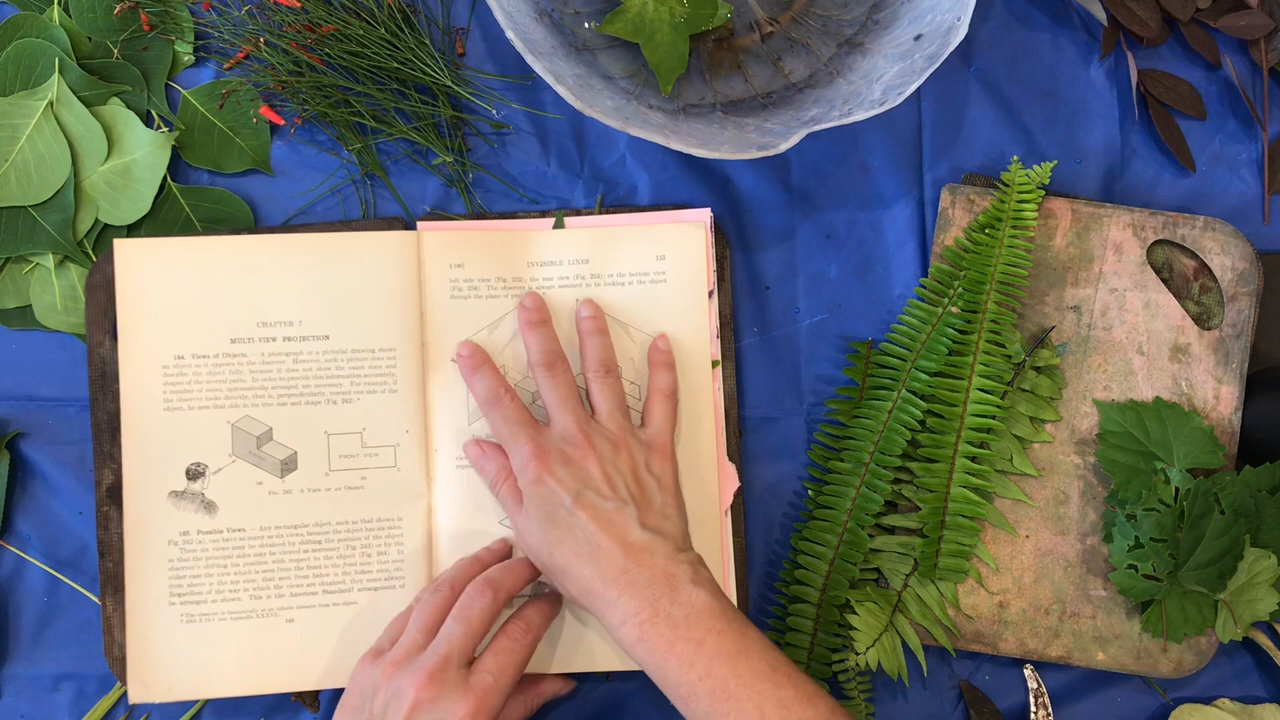 CHAPTER 7
MULTI-VIEW PROJECTION
184. Views of Objects. — A photograph or a pictorial drawing shows
an object as it appears to the observer. However, such a picture does not
describe the object fully, because it does not show the exact sizes and
shapes of the several parts. In order to provide this information accurately,
a number of views, systematically arranged, are necessary. For example, if
the observer looks directly, that is, perpendicularly, toward one side of the
object, he sees that side in its true size and shape (Fig. 242).*
FRONT VIEW
A VIEW OF AN OBJECT.
185. Possible Views. — Any rectangular object, such as that shown in
Fig. 242 (a), can have as many as six views, because the object has six sides.
These six views may be obtained by shifting the position of the object
so that the principal sides may be viewed as necessary (Fig. 243) or by the
observer's shifting his position with respect to the object (Fig. 244). In
either case the view which is seen from the front is the front view; that seen
from above is the top view, that seen from below is the bottom view, etc.
Regardless of the way in which the views are obtained, they must always
be arranged as shown. This is the American Standard† arrangement of
* The observer is theoretically at an infinite distance from the object.
148
INVISIBLE LINES 153
left side view (Fig. 252); the rear view (Fig. 253); or the bottom view
(Fig. 254). The observer is always assumed to be looking at the object
through the plane of